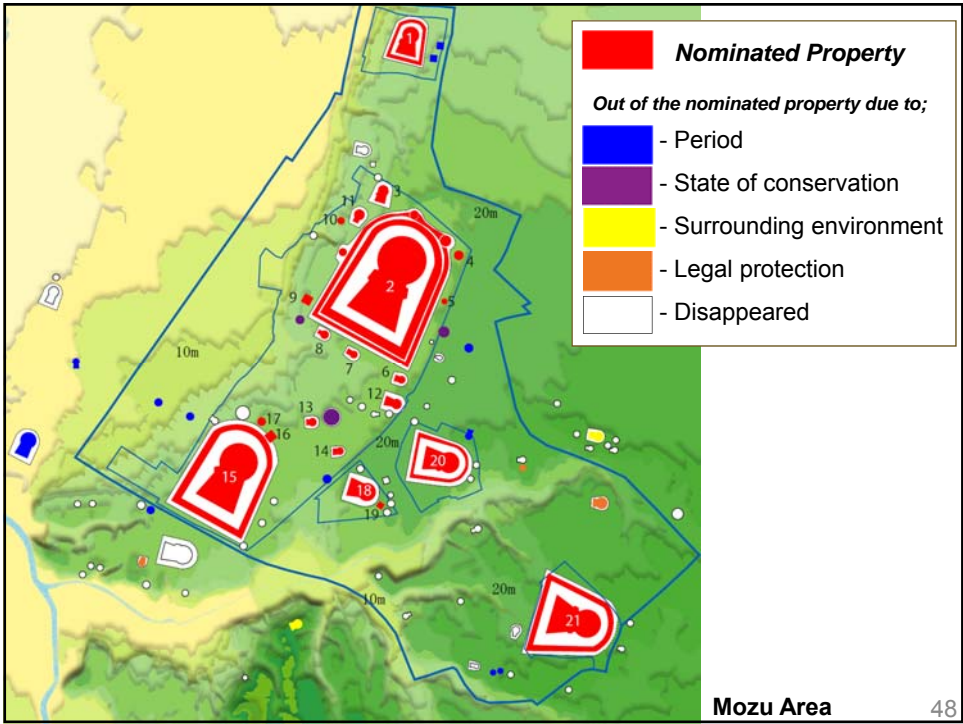 Nominated Property
Out of the nominated property due to;
- Period
- State of conservation
- Surrounding environment
- Legal protection
- Disappeared
1
3
11
10
20m
4
2
9
5
8
7
10m
6
12
13
17
16
14
20m
20
15
18
19
20m
10m
21
Mozu Area
48